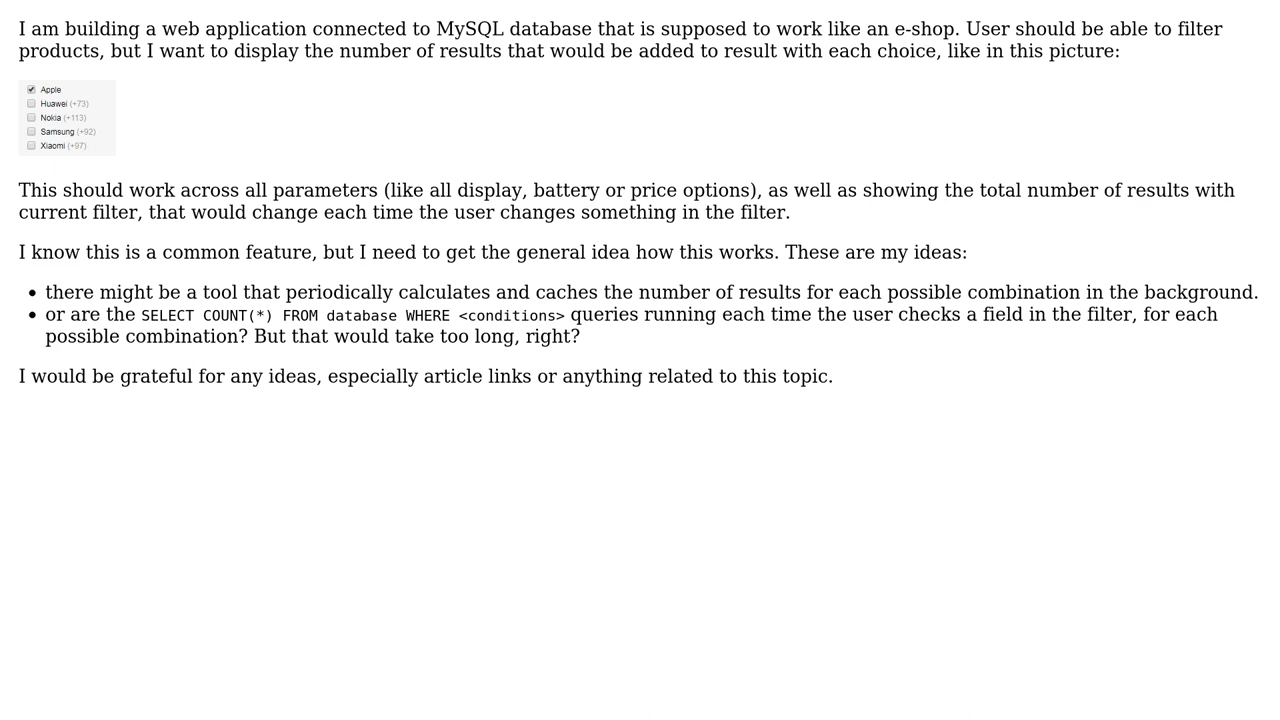 I am building a web application connected to MySQL database that is supposed to work like an e-shop. User should be able to filter
products, but I want to display the number of results that would be added to result with each choice, like in this picture:
Apple
Huawei (+73)
Nokia (+113)
Samsung (+92)
Xiaomi (+97)
This should work across all parameters (like all display, battery or price options), as well as showing the total number of results with
current filter, that would change each time the user changes something in the filter.
I know this is a common feature, but I need to get the general idea how this works. These are my ideas:
• there might be a tool that periodically calculates and caches the number of results for each possible combination in the background.
• or are the SELECT COUNT(*) FROM database WHERE <conditions> queries running each time the user checks a field in the filter, for each
possible combination? But that would take too long, right?
I would be grateful for any ideas, especially article links or anything related to this topic.